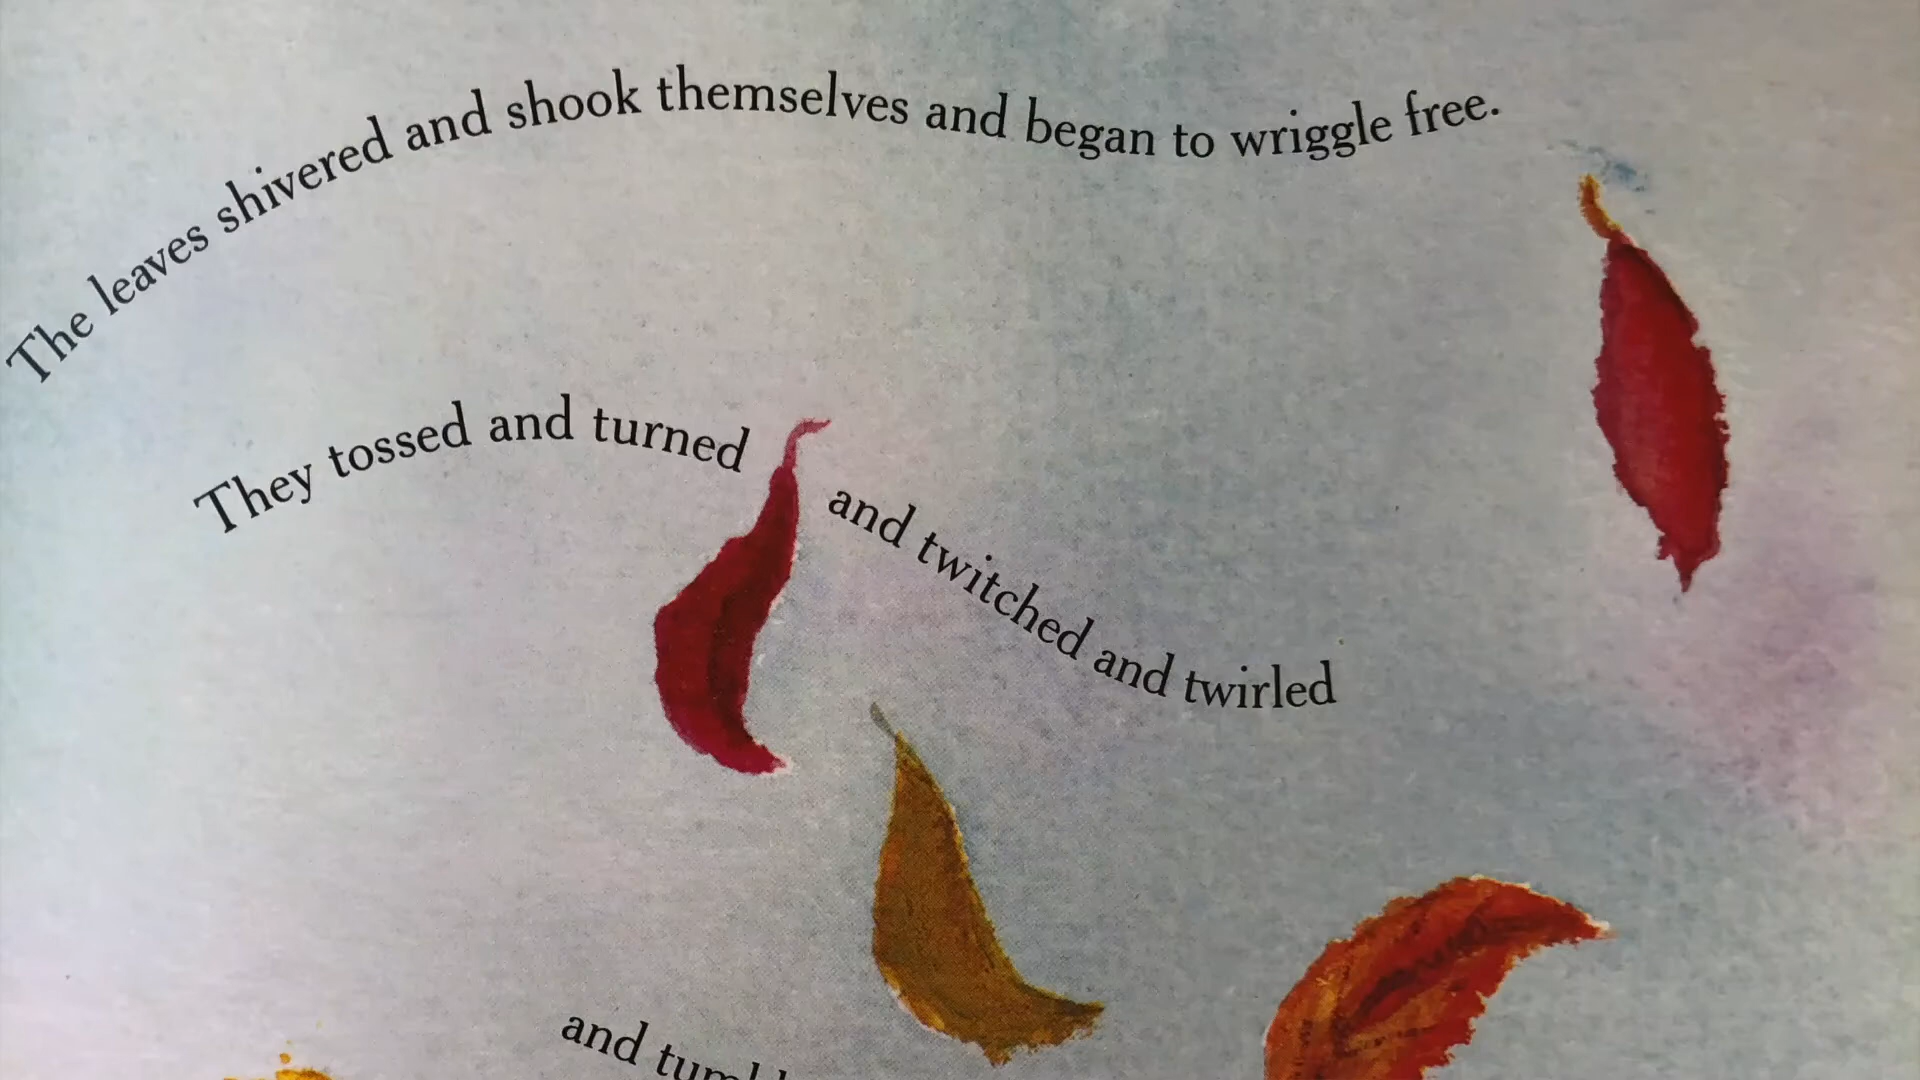 The leaves shivered and shook themselves and began to wriggle free.
They tossed and turned
and twitched and twirled
and